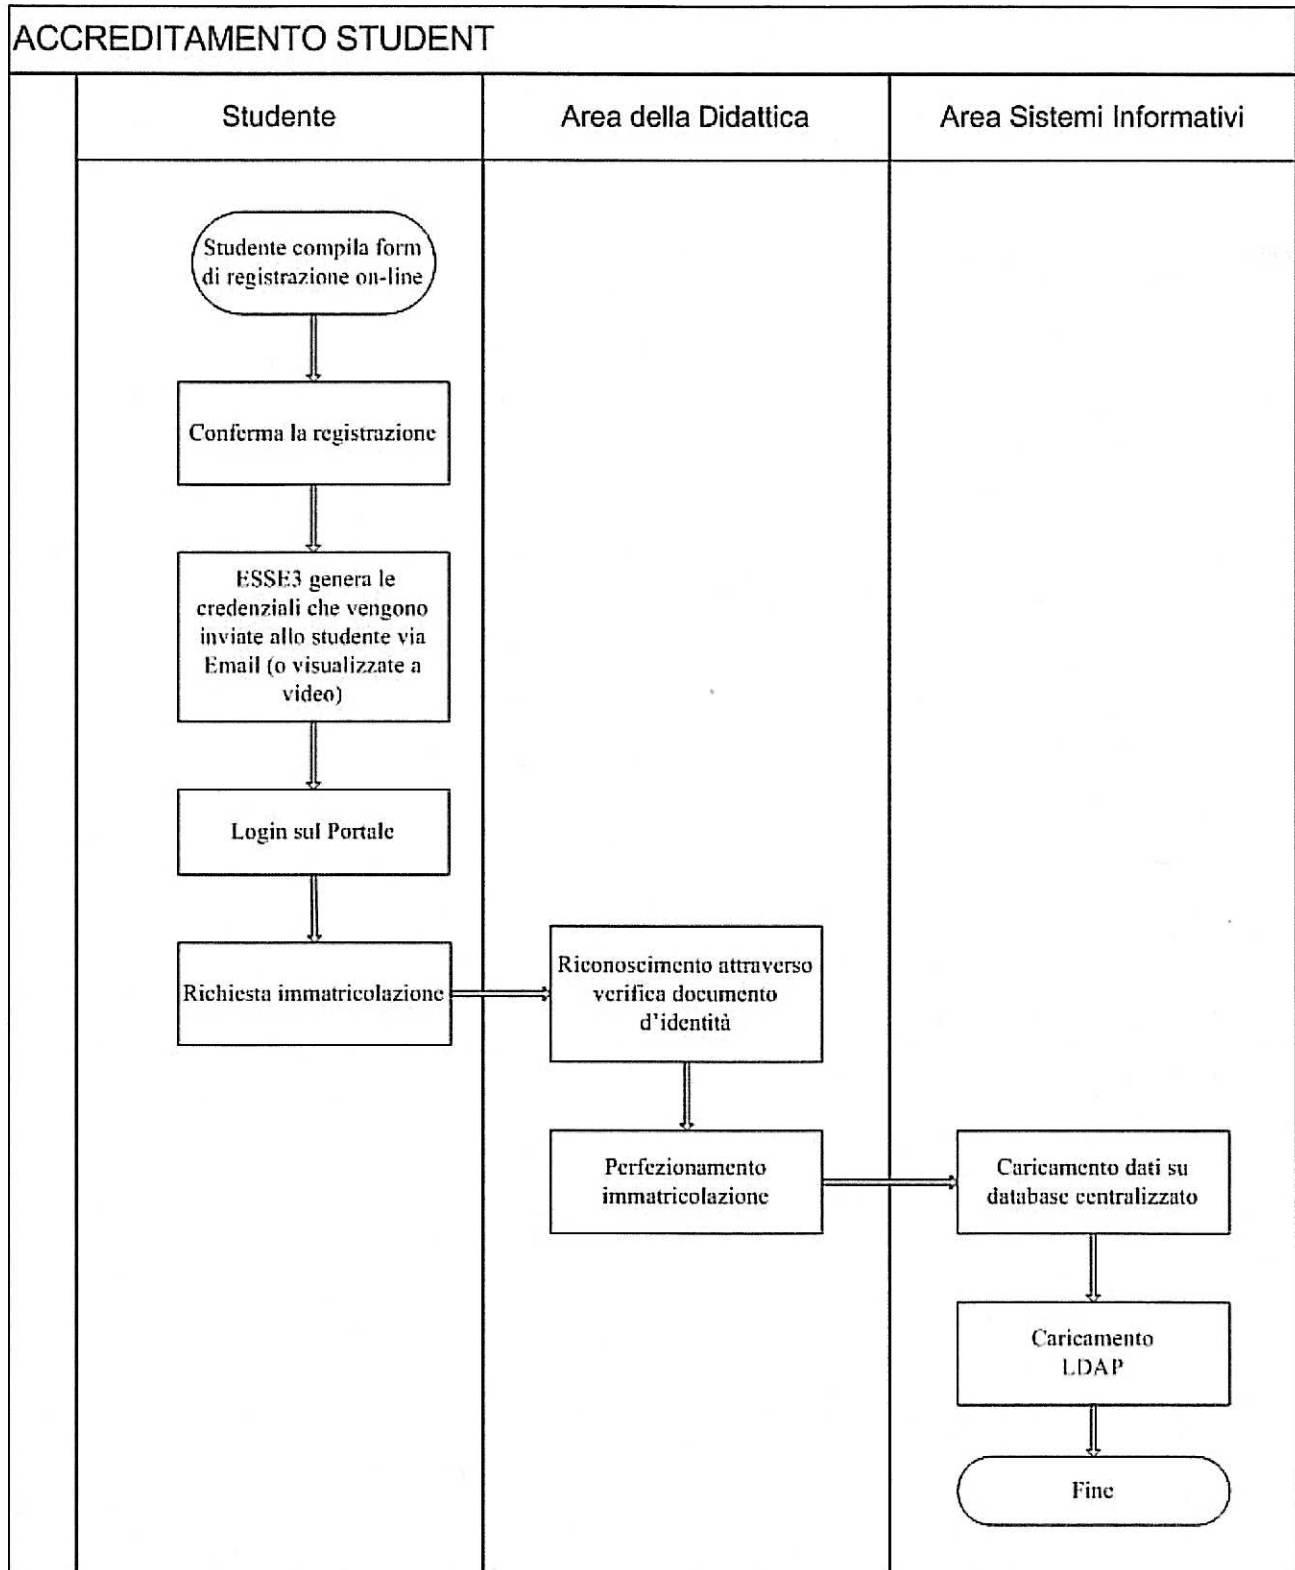 ACCREDITAMENTO STUDENT
Studente
Area della Didattica
Area Sistemi Informativi
Studente compila form
di registrazione on-line
Conferma la registrazione
ESSE3 genera le
credenziali che vengono
inviate allo studente via
Email (o visualizzate a
video)
Login sul Portale
Richiesta immatricolazione
Riconoscimento attraverso
verifica documento
d'identità
Perfezionamento
immatricolazione
Caricamento dati su
database centralizzato
Caricamento
LDAP
Fine